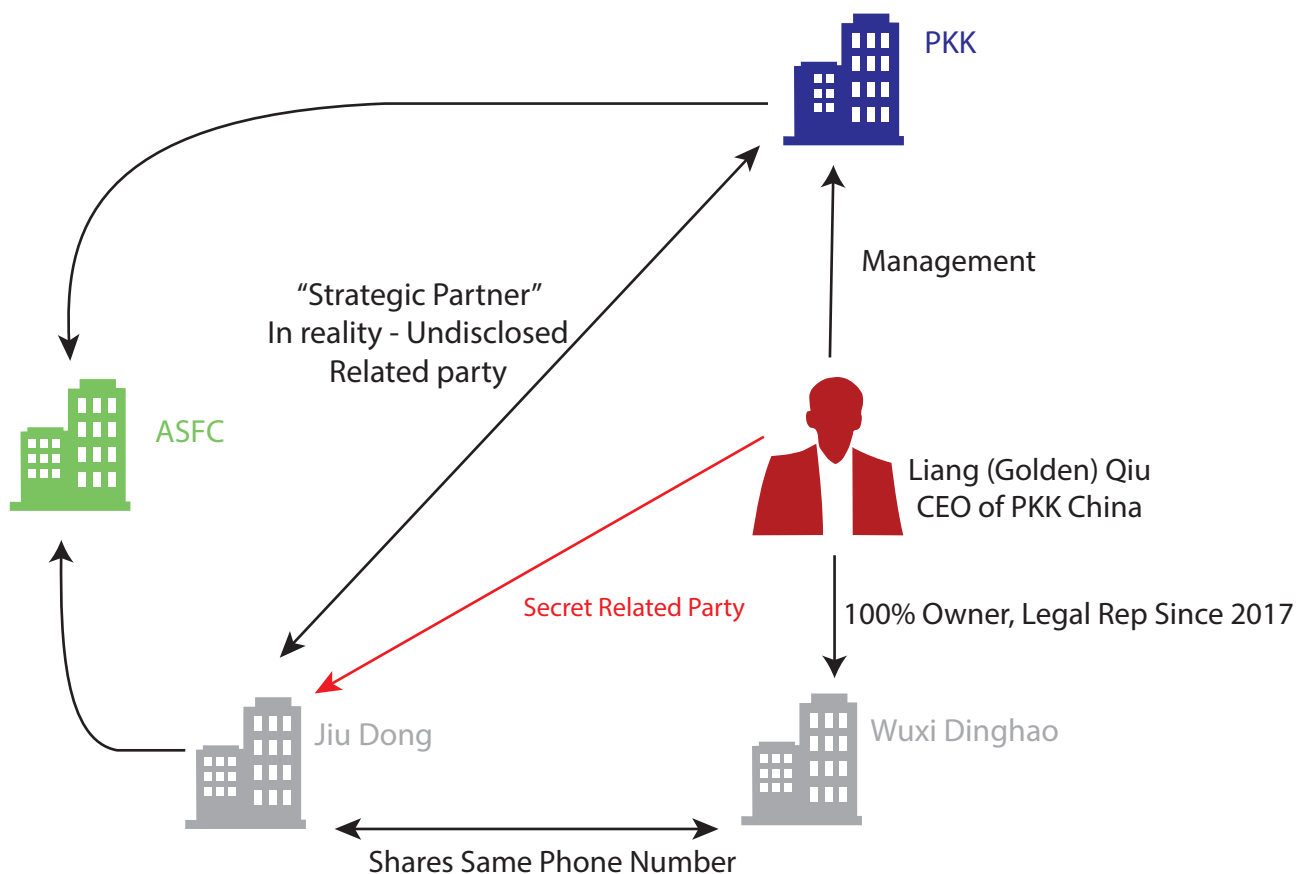 PKK
Management
“Strategic Partner”
In reality - Undisclosed
Related party
ASFC
Liang (Golden) Qiu
CEO of PKK China
Secret Related Party
100% Owner, Legal Rep Since 2017
Jiu Dong
Wuxi Dinghao
Shares Same Phone Number